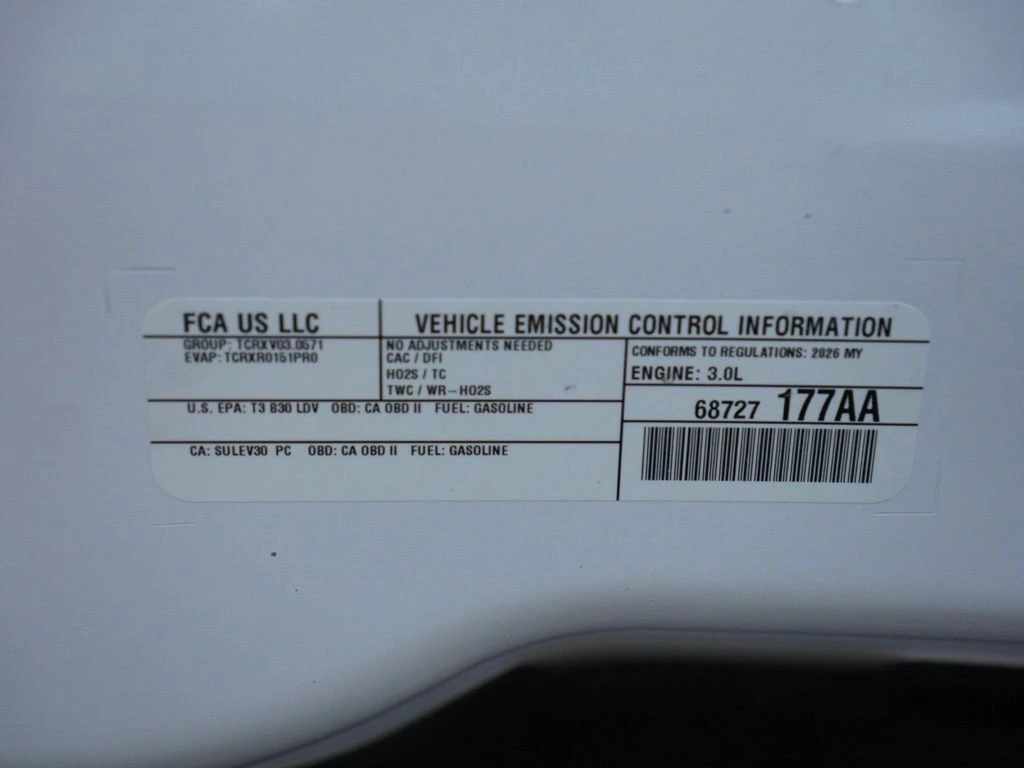 FCA US LLC
VEHICLE EMISSION CONTROL INFORMATION
GROUP: TCRXV03.0571
EVAP: TCRXR0151PR0
NO ADJUSTMENTS NEEDED
CAC / DFI
HO2S / TC
TWC / WR-HO2S
CONFORMS TO REGULATIONS: 2026 MY
ENGINE: 3.0L
U.S. EPA: T3 B30 LDV OBD: CA OBD II FUEL: GASOLINE
68727 177AA
CA: SULEV30 PC OBD: CA OBD II FUEL: GASOLINE